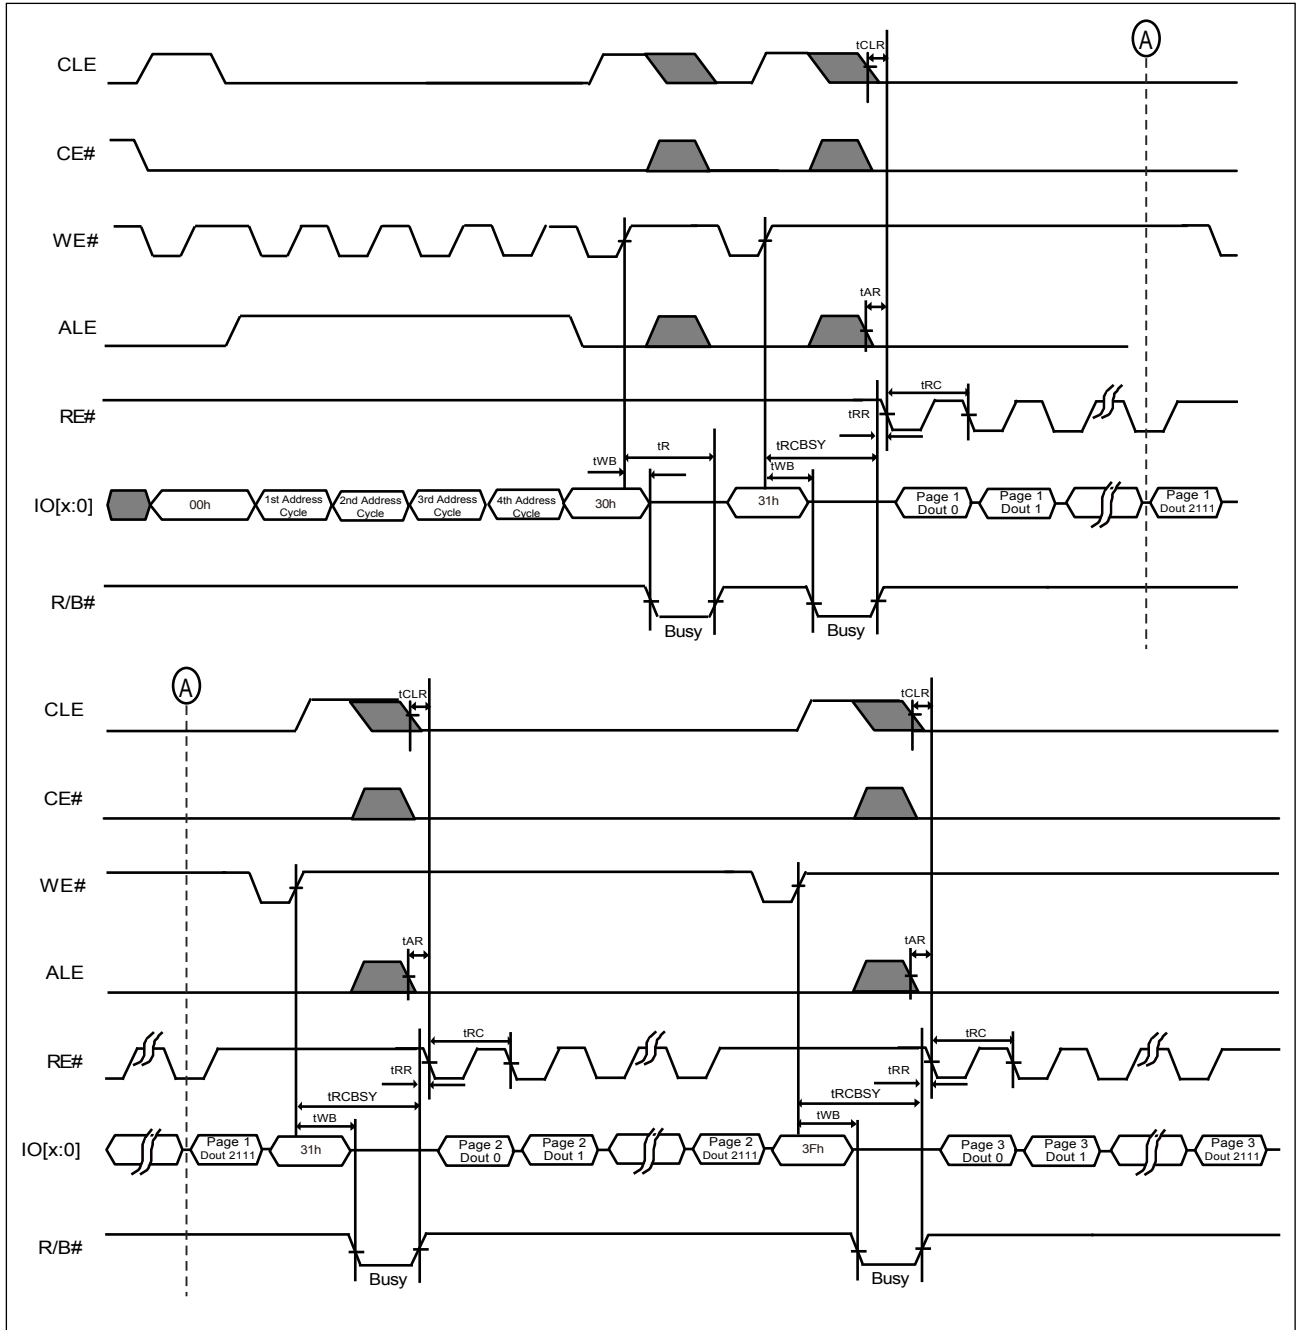 A
tCLR
CLE
CE#
WE#
tAR
ALE
tRC
RE#
tRR
tR
tRCBSY
tWB
tWB
IO[x:0]
00h
1st Address
Cycle
2nd Address
Cycle
3rd Address
Cycle
4th Address
Cycle
30h
31h
Page 1
Dout 0
Page 1
Dout 1
Page 1
Dout 2111
R/B#
Busy
Busy
A
tCLR
tCLR
CLE
CE#
WE#
tAR
tAR
ALE
tRC
tRC
RE#
tRR
tRR
tRCBSY
tRCBSY
tWB
tWB
IO[x:0]
Page 1
Dout 2111
31h
Page 2
Dout 0
Page 2
Dout 1
Page 2
Dout 2111
3Fh
Page 3
Dout 0
Page 3
Dout 1
Page 3
Dout 2111
R/B#
Busy
Busy